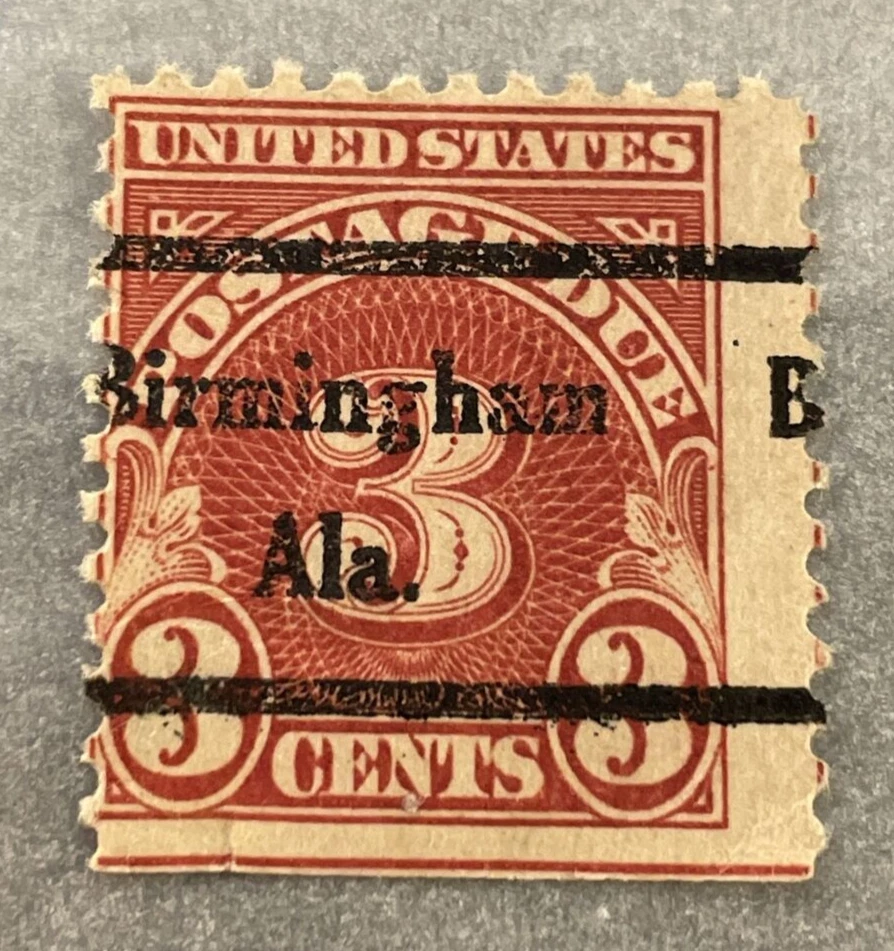 UNITED STATES
POSTAGE DUE
Birmingham B
3
Ala.
3 3
CENTS